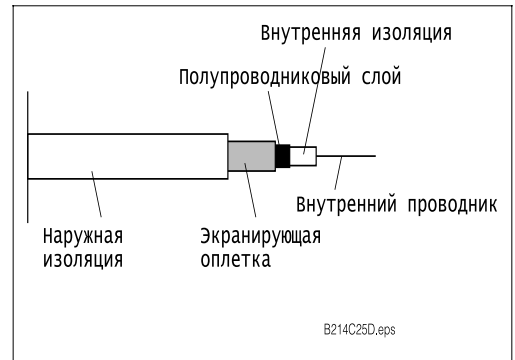 Внутренняя изоляция
Полупроводниковый слой
Внутренний проводник
Наружная
изоляция
Экранирующая
оплетка
B214C25D.eps